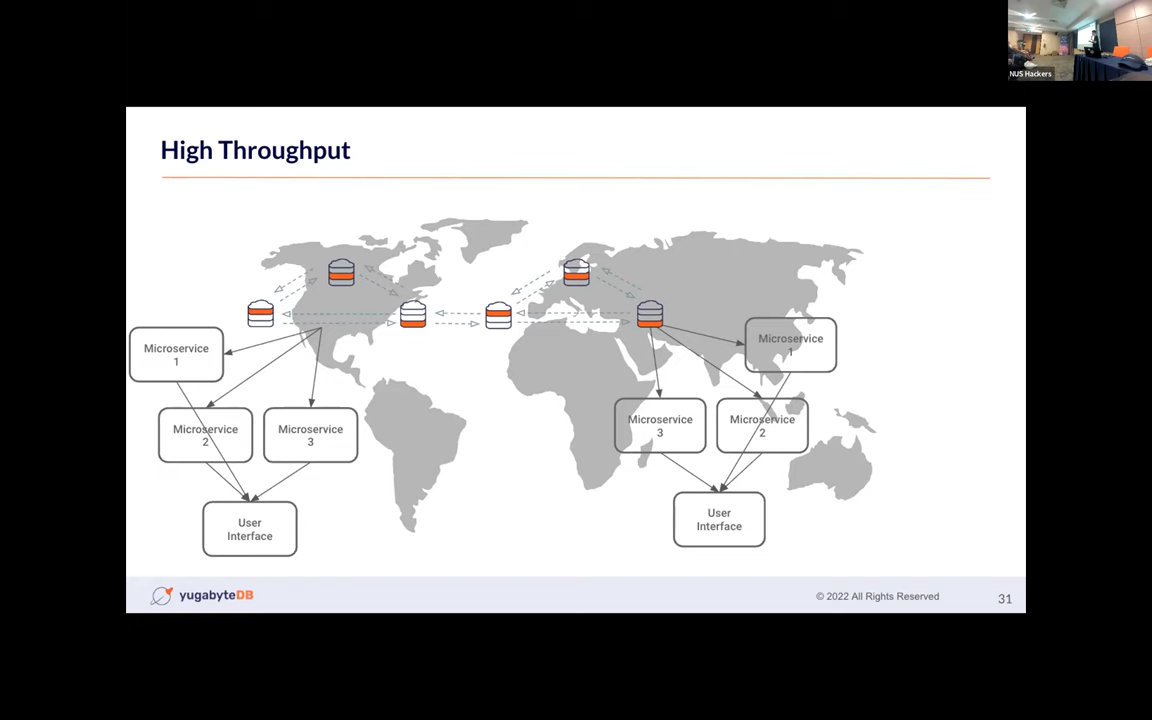 NUS Hackers
High Throughput
Microservice
1
Microservice
2
Microservice
3
User
Interface
Microservice
1
Microservice
3
Microservice
2
User
Interface
yugabyteDB
© 2022 All Rights Reserved
31